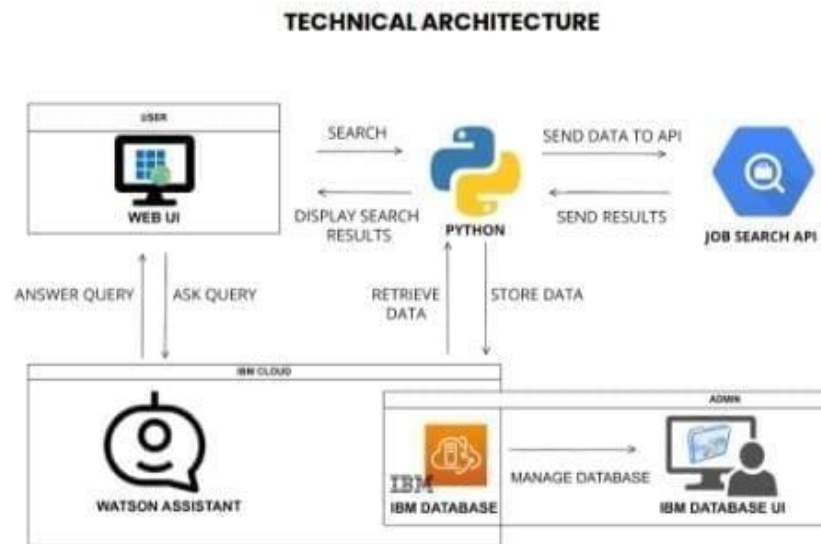 TECHNICAL ARCHITECTURE
USER
WEB UI
SEARCH
DISPLAY SEARCH
RESULTS
PYTHON
SEND DATA TO API
SEND RESULTS
JOB SEARCH API
ANSWER QUERY
ASK QUERY
RETRIEVE
DATA
STORE DATA
IBM CLOUD
WATSON ASSISTANT
ADMIN
IBM
IBM DATABASE
MANAGE DATABASE
IBM DATABASE UI